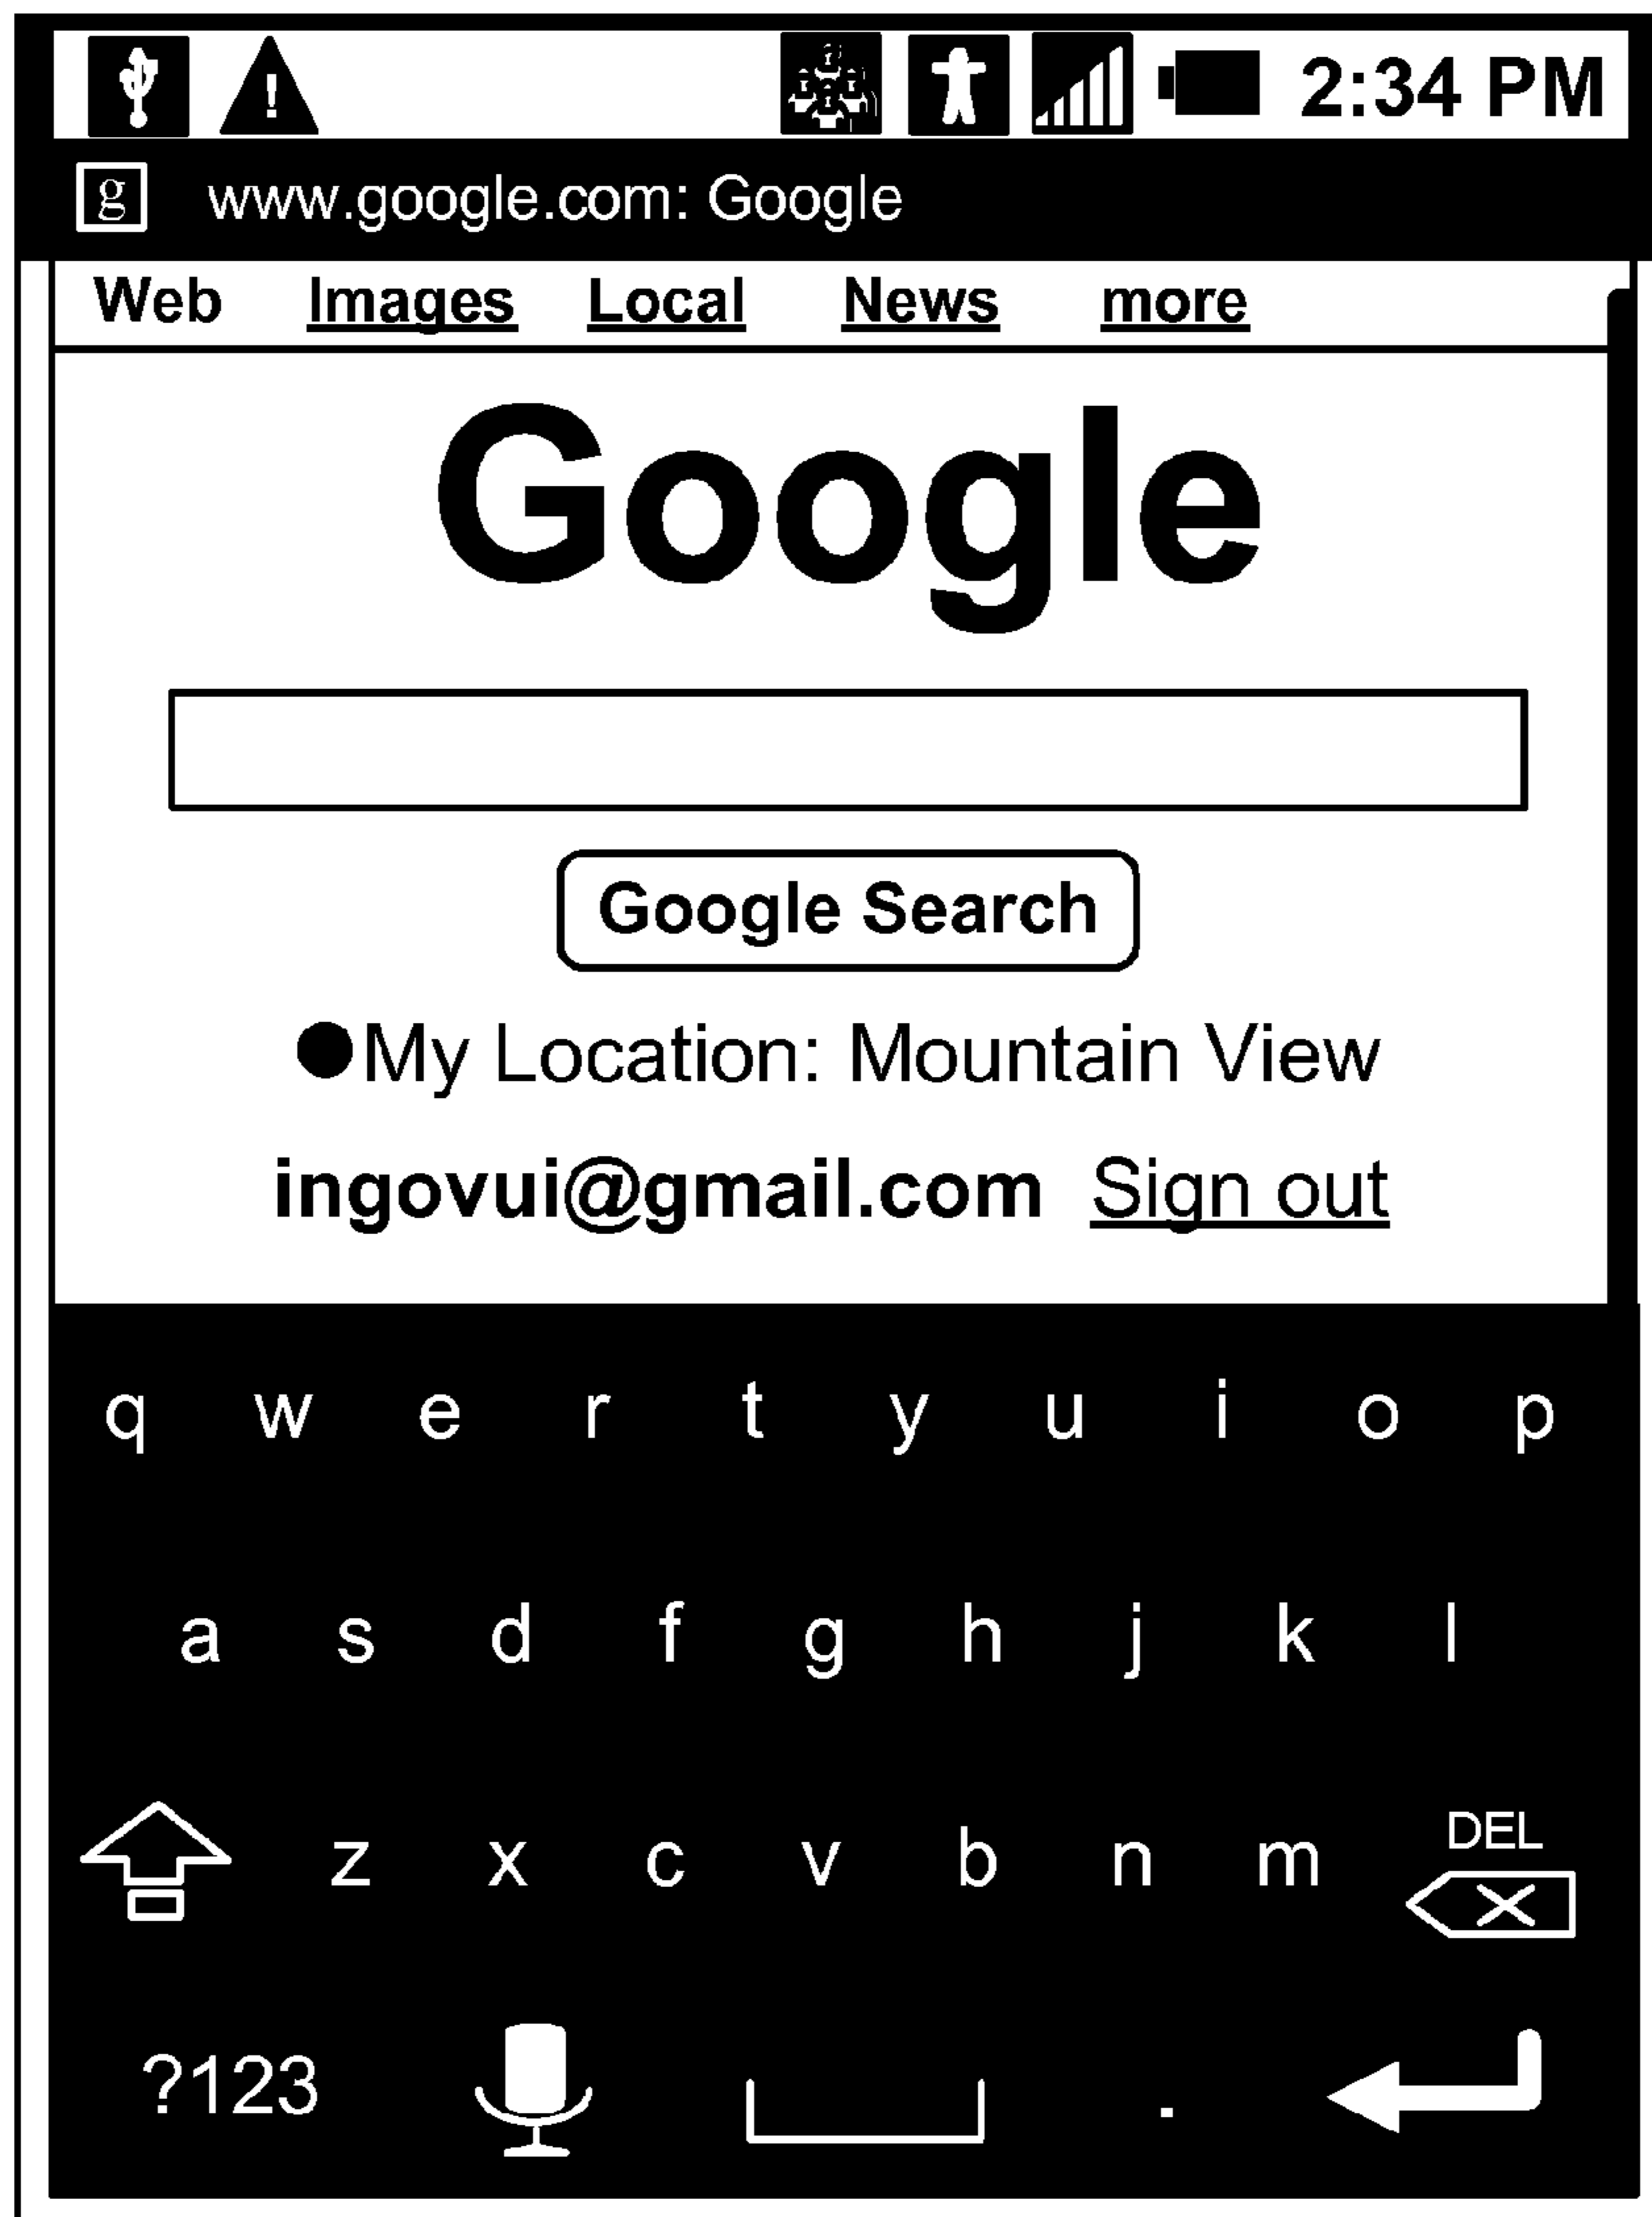 ! 2:34 PM
g www.google.com: Google
Web Images Local News more
Google
Google Search
My Location: Mountain View
ingovui@gmail.com Sign out
q w e r t y u i o p
a s d f g h j k l
z x c v b n m DEL
?123 .